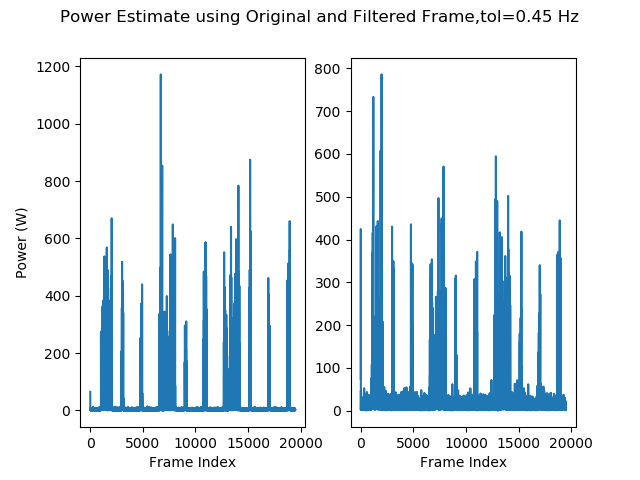 Power Estimate using Original and Filtered Frame,tol=0.45 Hz
Power (W)
1200
1000
800
600
400
200
0
0 5000 10000 15000 20000
Frame Index
800
700
600
500
400
300
200
100
0
0 5000 10000 15000 20000
Frame Index